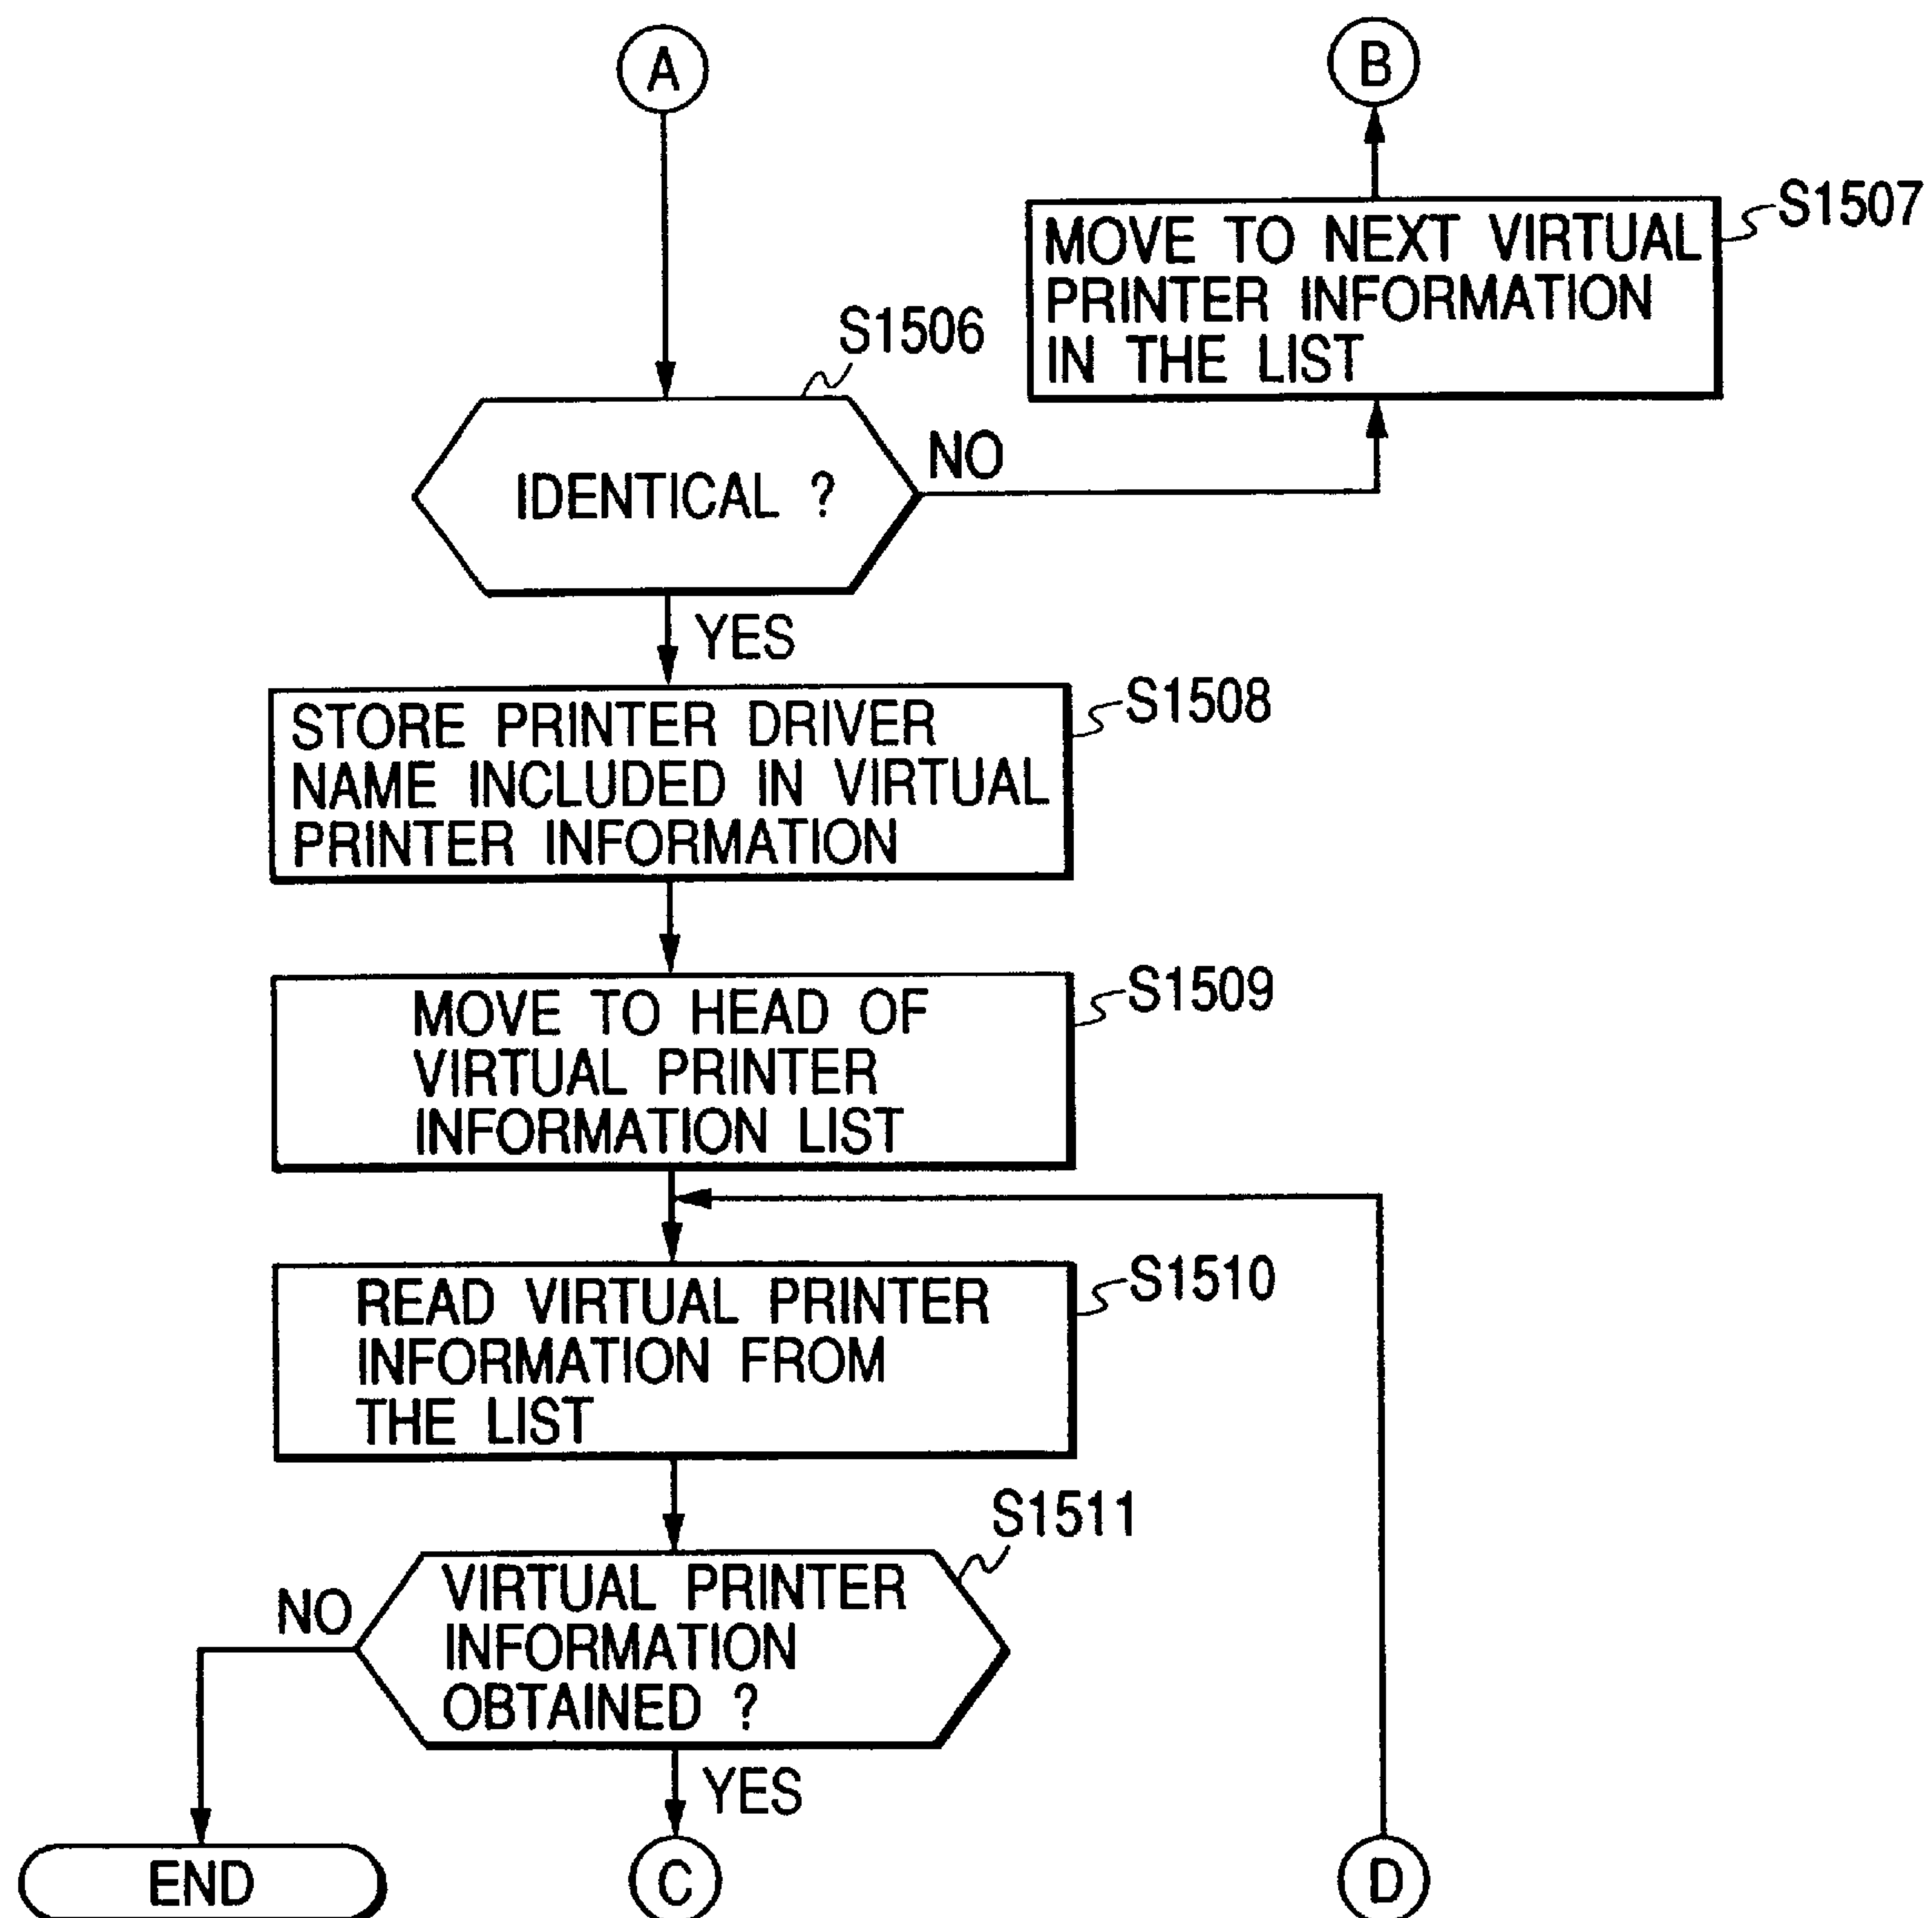 A
B
S1507
MOVE TO NEXT VIRTUAL
PRINTER INFORMATION
IN THE LIST
S1506
IDENTICAL ?
NO
YES
S1508
STORE PRINTER DRIVER
NAME INCLUDED IN VIRTUAL
PRINTER INFORMATION
S1509
MOVE TO HEAD OF
VIRTUAL PRINTER
INFORMATION LIST
S1510
READ VIRTUAL PRINTER
INFORMATION FROM
THE LIST
S1511
VIRTUAL PRINTER
INFORMATION
OBTAINED ?
NO
YES
END
C
D